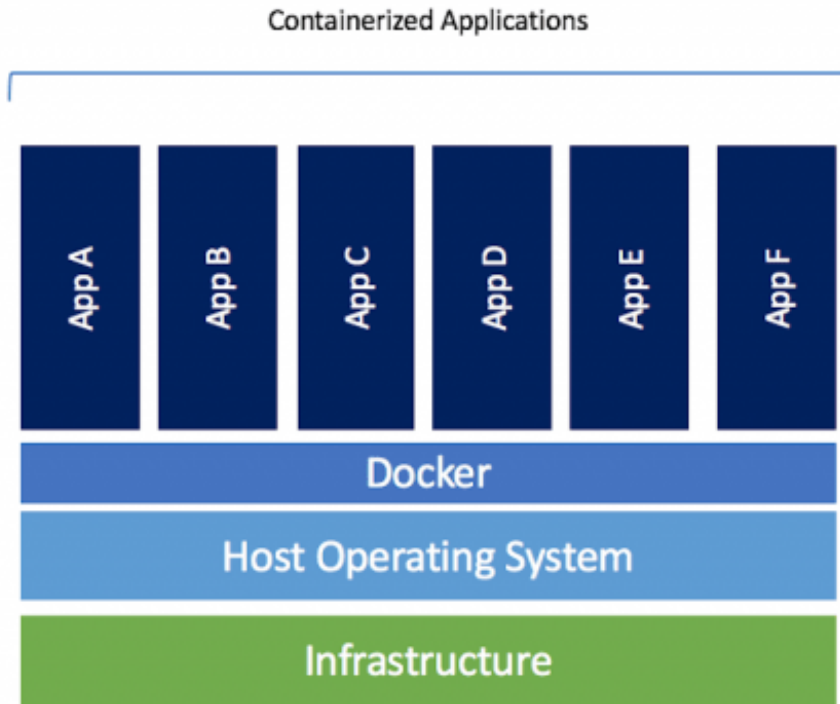 Containerized Applications
App A
App B
App C
App D
App E
App F
Docker
Host Operating System
Infrastructure